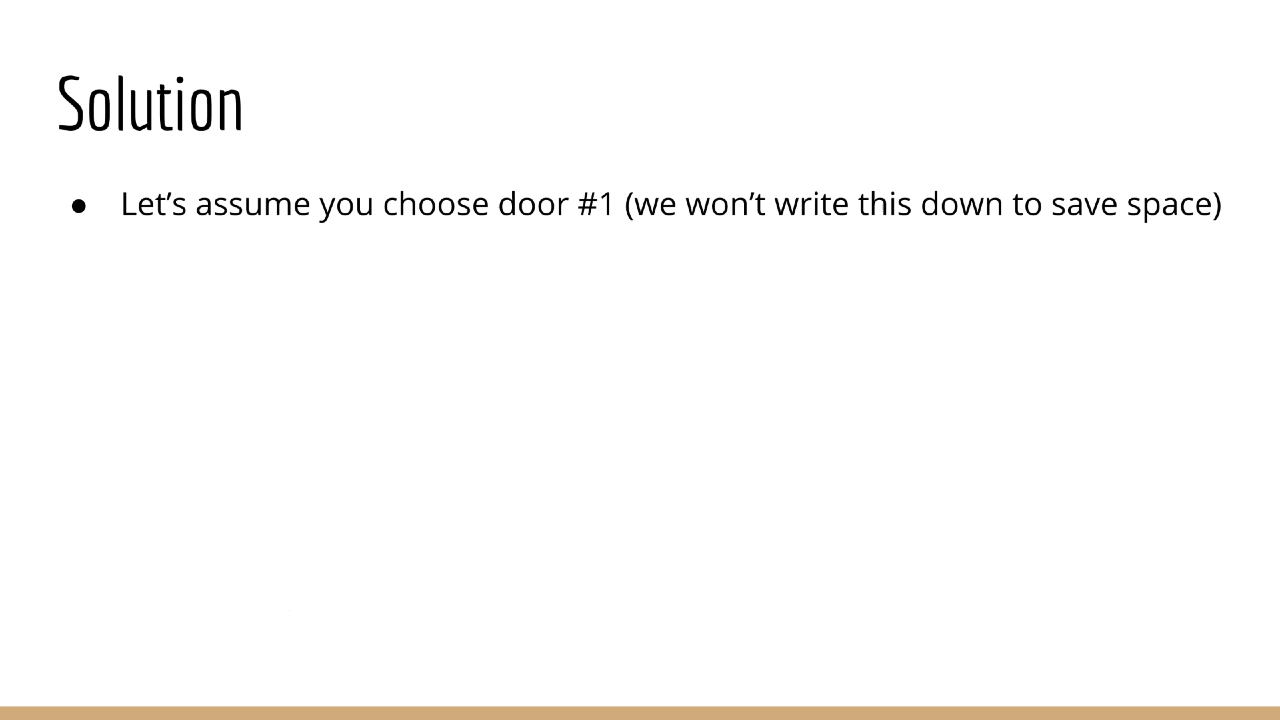 Solution
● Let’s assume you choose door #1 (we won’t write this down to save space)